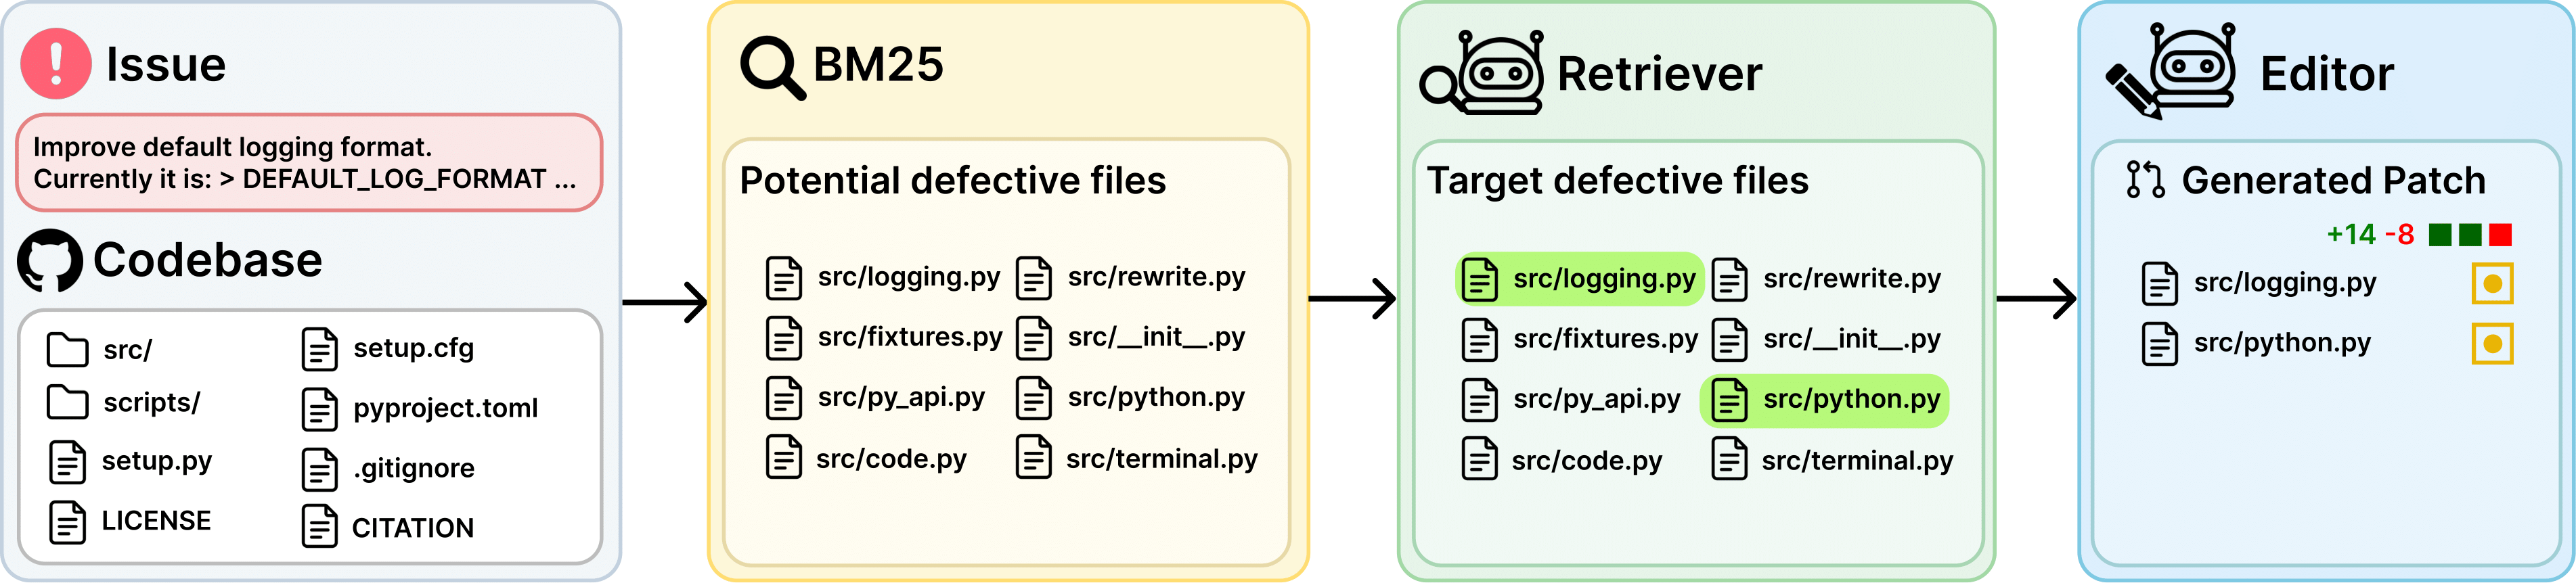 Issue
Improve default logging format.
Currently it is: > DEFAULT_LOG_FORMAT ...
Codebase
src/
scripts/
setup.py
LICENSE
setup.cfg
pyproject.toml
.gitignore
CITATION
BM25
Potential defective files
src/logging.py
src/fixtures.py
src/py_api.py
src/code.py
src/rewrite.py
src/__init__.py
src/python.py
src/terminal.py
Retriever
Target defective files
src/logging.py
src/fixtures.py
src/py_api.py
src/code.py
src/rewrite.py
src/__init__.py
src/python.py
src/terminal.py
Editor
Generated Patch
+14 -8
src/logging.py
src/python.py